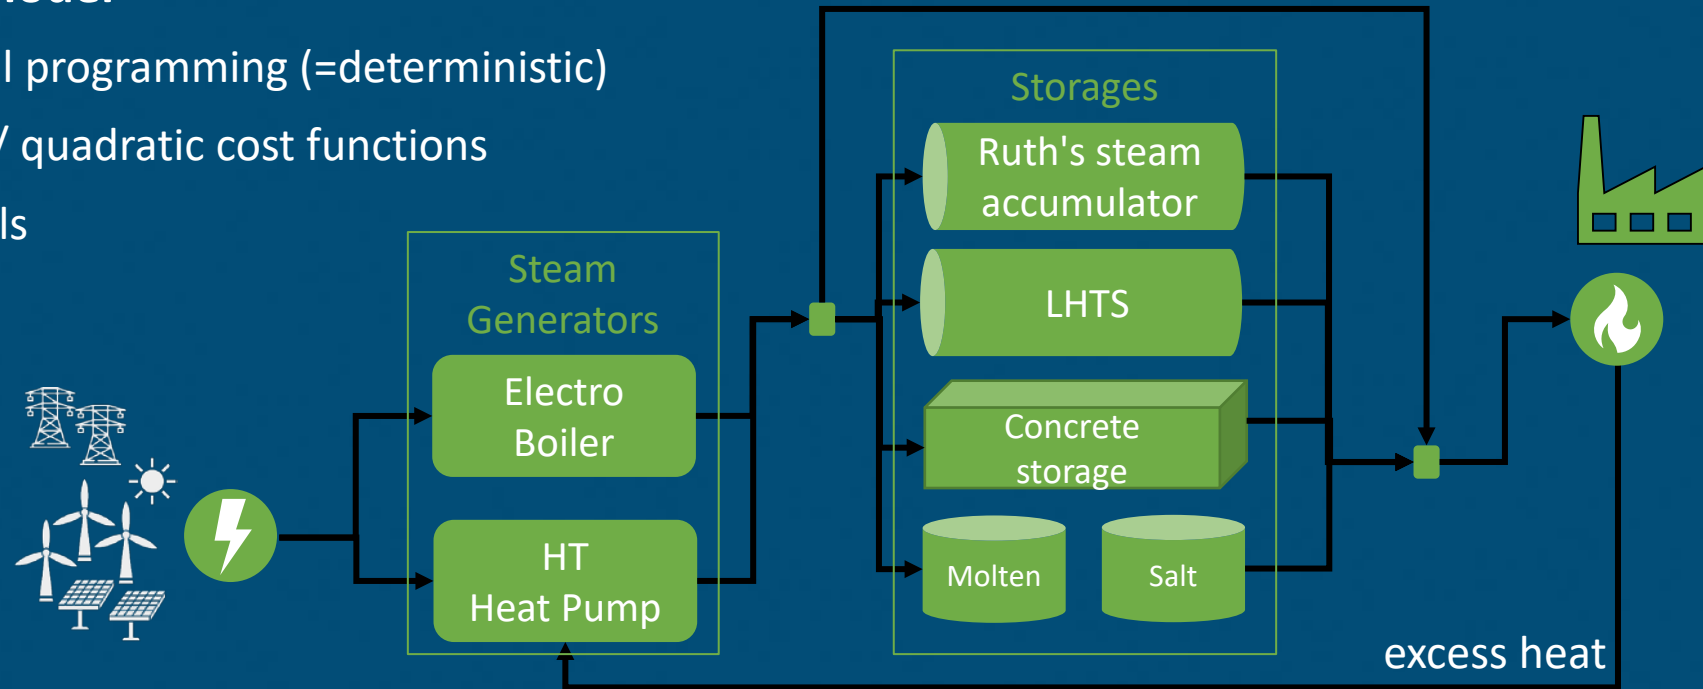 l programming (=deterministic)
/ quadratic cost functions
ls
Steam
Generators
Electro
Boiler
HT
Heat Pump
Storages
Ruth's steam
accumulator
LHTS
Concrete
storage
Molten
Salt
excess heat